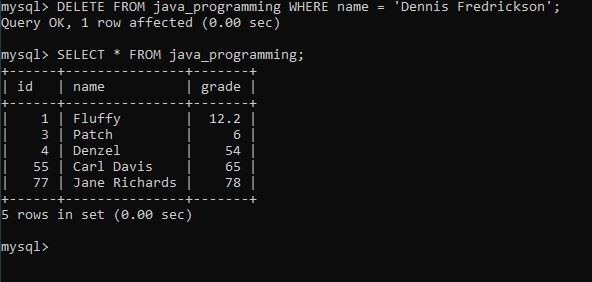 mysql> DELETE FROM java_programming WHERE name = 'Dennis Fredrickson';
Query OK, 1 row affected (0.00 sec)
mysql> SELECT * FROM java_programming;
+------+---------------+-------+
| id   | name          | grade |
+------+---------------+-------+
|    1 | Fluffy        |  12.2 |
|    3 | Patch         |     6 |
|    4 | Denzel        |    54 |
|   55 | Carl Davis    |    65 |
|   77 | Jane Richards |    78 |
+------+---------------+-------+
5 rows in set (0.00 sec)
mysql>